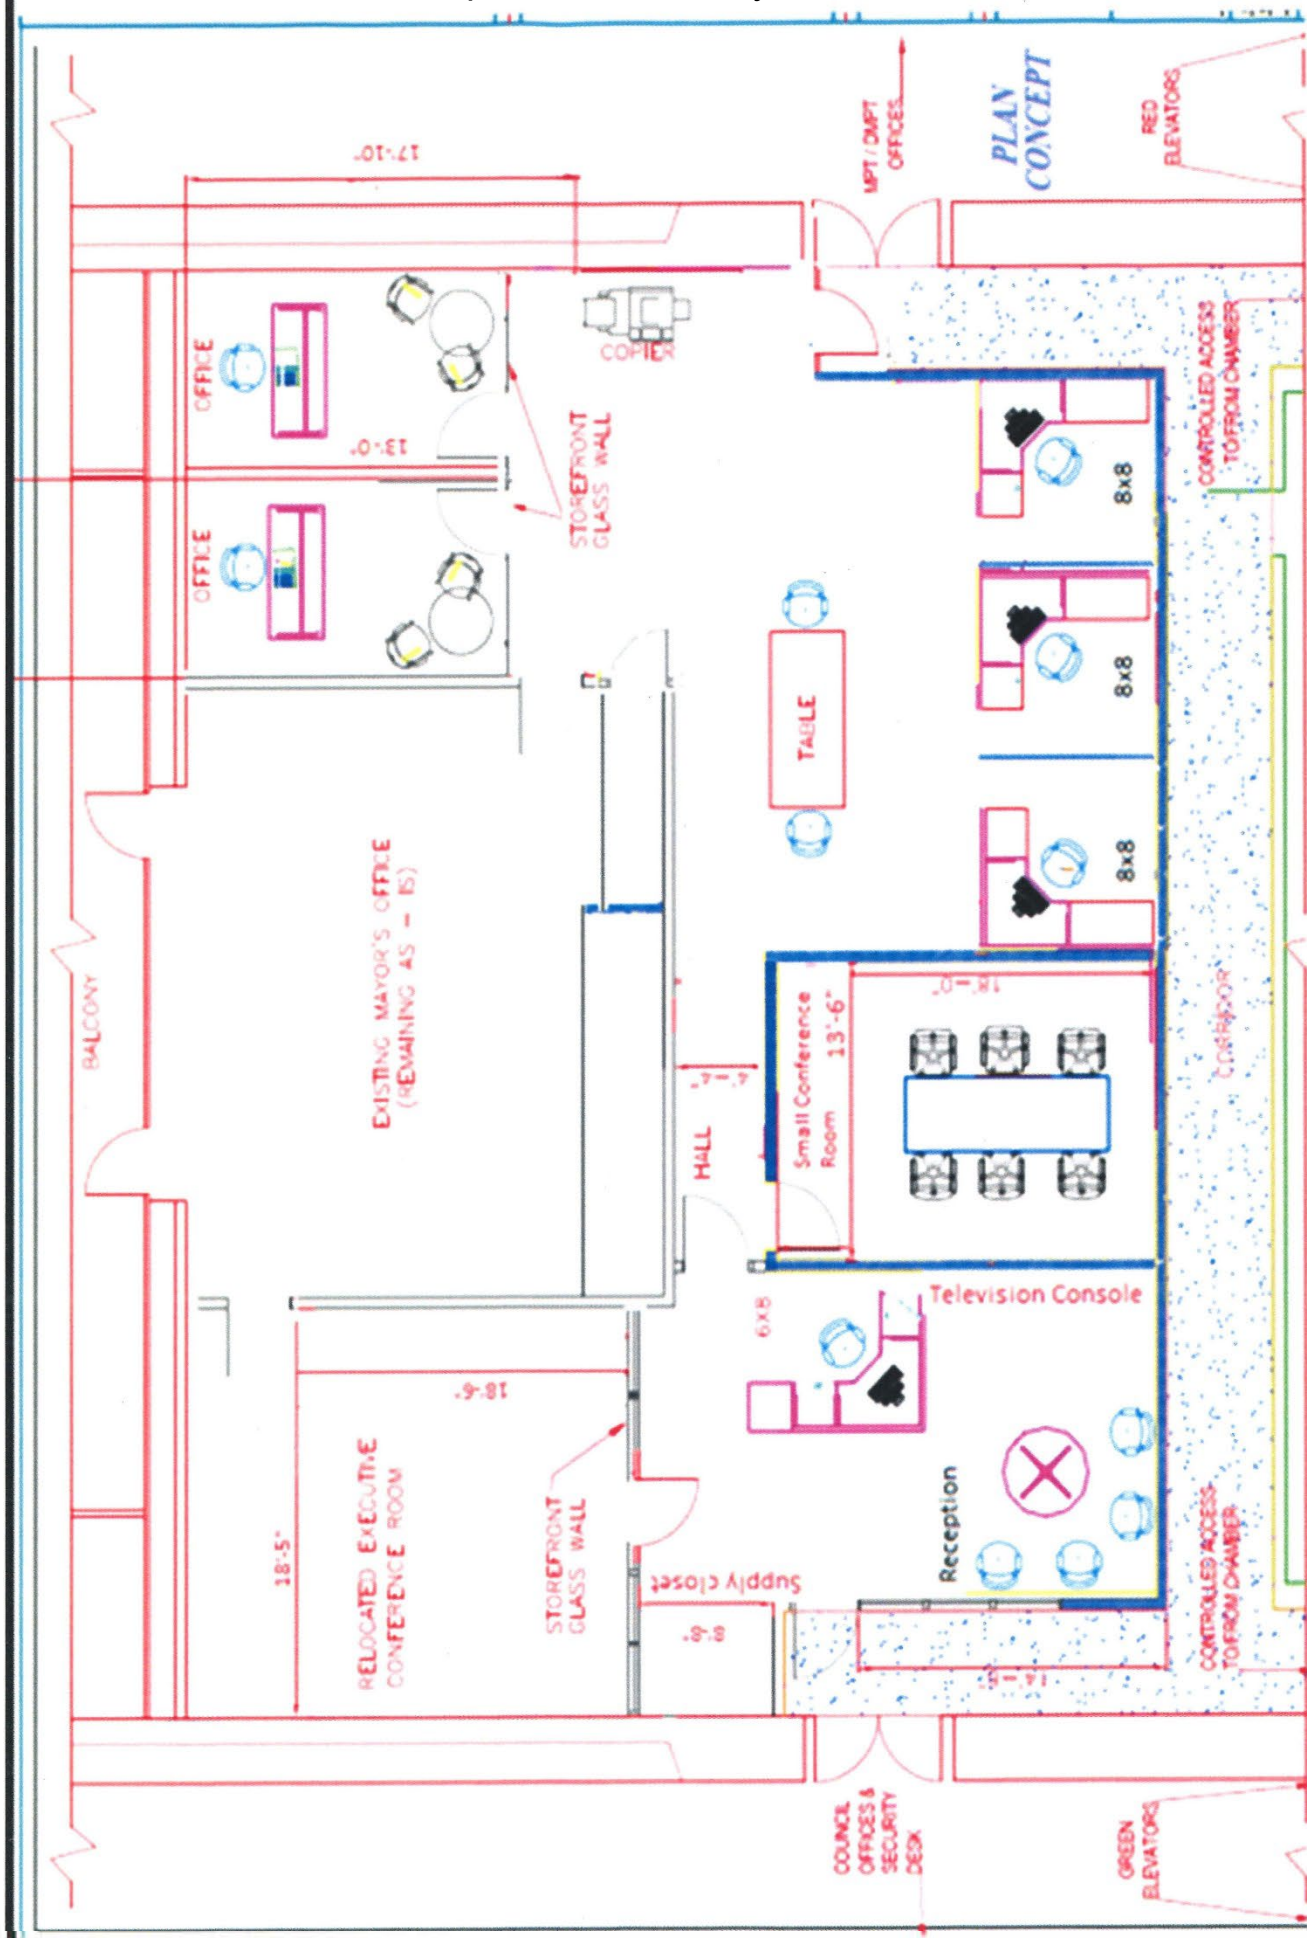 BALCONY
EXISTING MAYOR'S OFFICE
(REMAINING AS - IS)
RELOCATED EXECUTIVE
CONFERENCE ROOM
18'-5"
18'-6"
STOREFRONT
GLASS WALL
OFFICE
OFFICE
13'-0"
17'-10"
STOREFRONT
GLASS WALL
COPIER
MPT / DMPT
OFFICES
PLAN
CONCEPT
RED
ELEVATORS
TABLE
8x8
8x8
8x8
HALL
4'-4"
Small Conference
Room
13'-6"
18'-0"
6X8
Television Console
Reception
Supply closet
8'-8"
CORRIDOR
CONTROLLED ACCESS
TO/FROM CHAMBER
CONTROLLED ACCESS
TO/FROM CHAMBER
COUNCIL
OFFICES &
SECURITY
DESK
GREEN
ELEVATORS